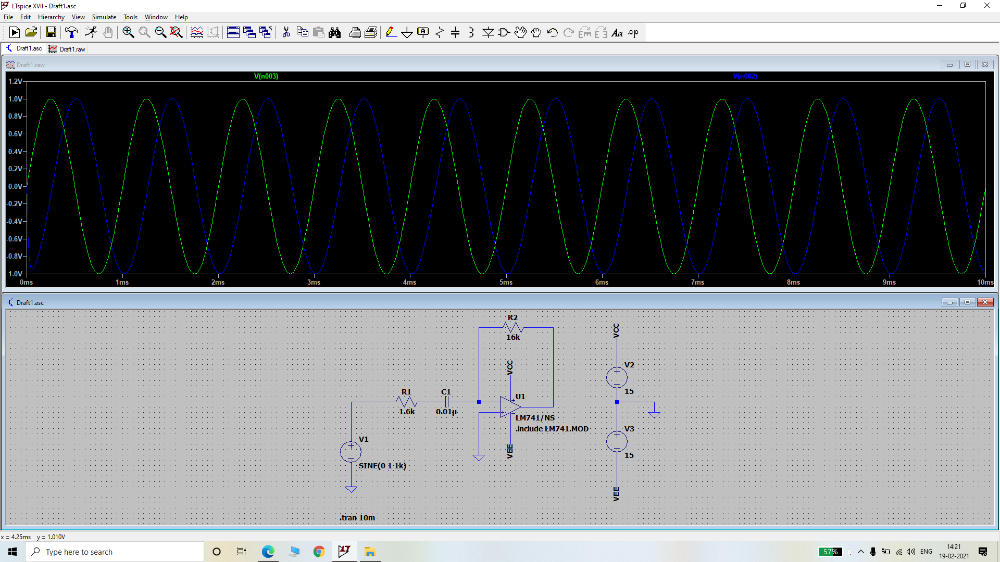 LTspice XVII - Draft1.asc
File Edit Hierarchy View Simulate Tools Window Help
Draft1.asc Draft1.raw
Draft1.raw
V(n003) V(n002)
1.2V
1.0V
0.8V
0.6V
0.4V
0.2V
0.0V
-0.2V
-0.4V
-0.6V
-0.8V
-1.0V
0ms 1ms 2ms 3ms 4ms 5ms 6ms 7ms 8ms 9ms 10ms
Draft1.asc
R2
16k
VCC
VCC
V2
15
R1 C1
1.6k 0.01µ
U1
LM741/NS
.include LM741.MOD
VEE
V1
SINE(0 1 1k)
V3
15
VEE
.tran 10m
x = 4.25ms y = 1.010V
Type here to search
57%
ENG
14:21
19-02-2021